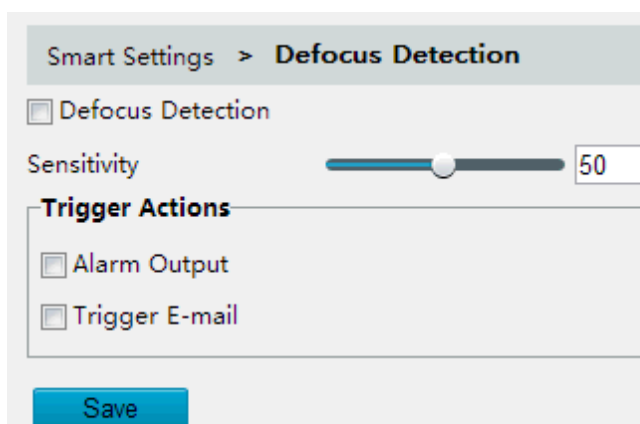 Smart Settings > Defocus Detection
Defocus Detection
Sensitivity 50
Trigger Actions
Alarm Output
Trigger E-mail
Save